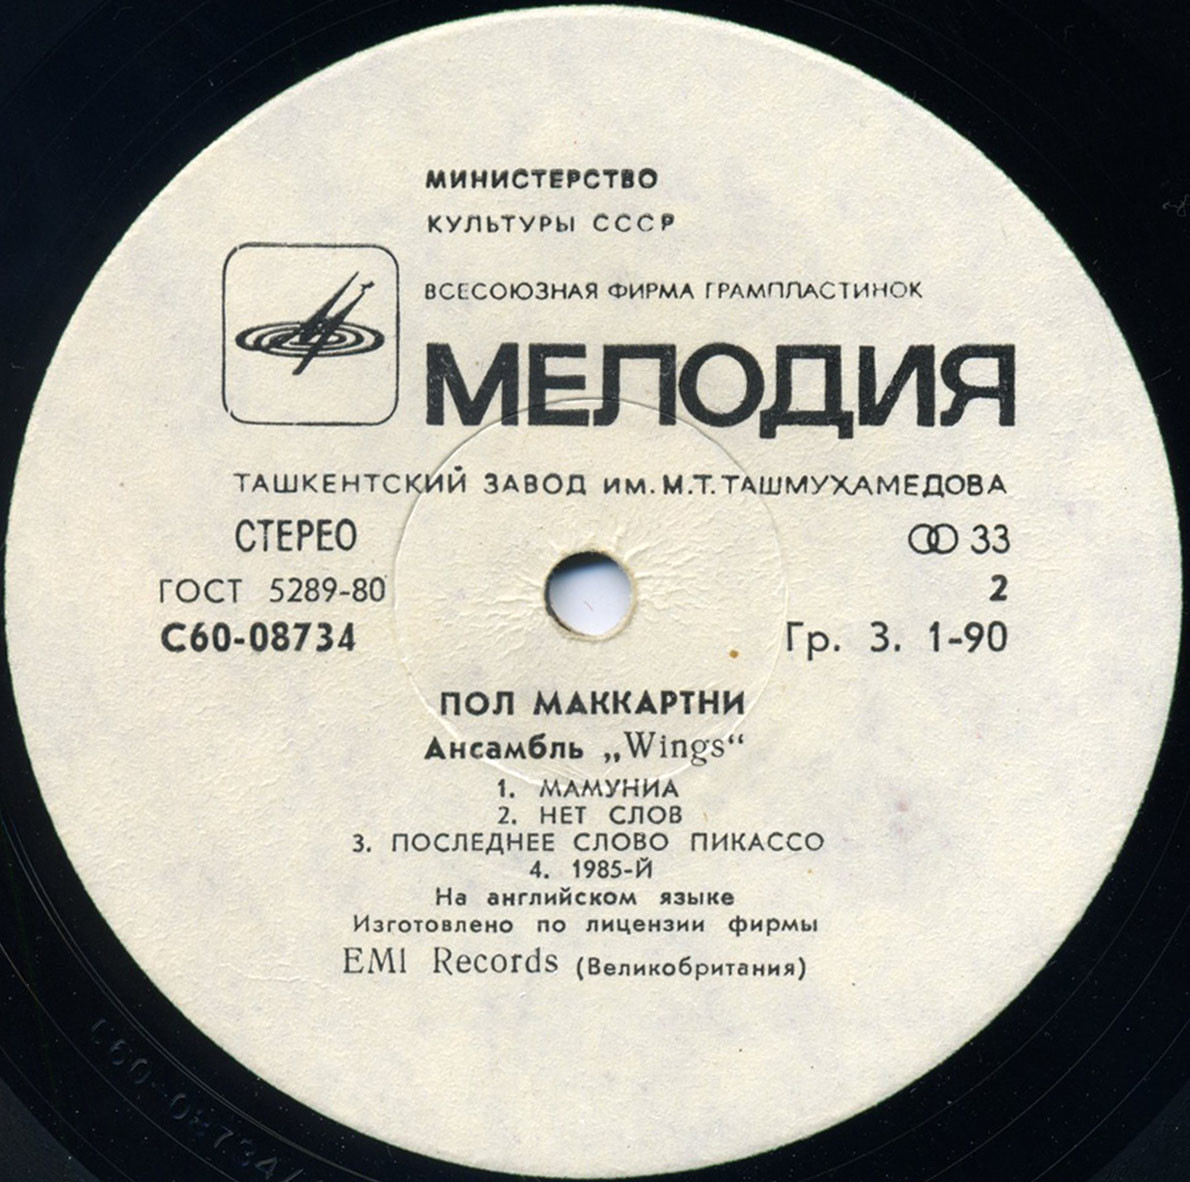 МИНИСТЕРСТВО
КУЛЬТУРЫ СССР
ВСЕСОЮЗНАЯ ФИРМА ГРАМПЛАСТИНОК
МЕЛОДИЯ
ТАШКЕНТСКИЙ ЗАВОД им. М.Т. ТАШМУХАМЕДОВА
СТЕРЕО 33
ГОСТ 5289-80 2
С60-08734 Гр. 3. 1-90
ПОЛ МАККАРТНИ
Ансамбль „Wings“
1. МАМУНИА
2. НЕТ СЛОВ
3. ПОСЛЕДНЕЕ СЛОВО ПИКАССО
4. 1985-Й
На английском языке
Изготовлено по лицензии фирмы
EMI Records (Великобритания)
С60-08734/